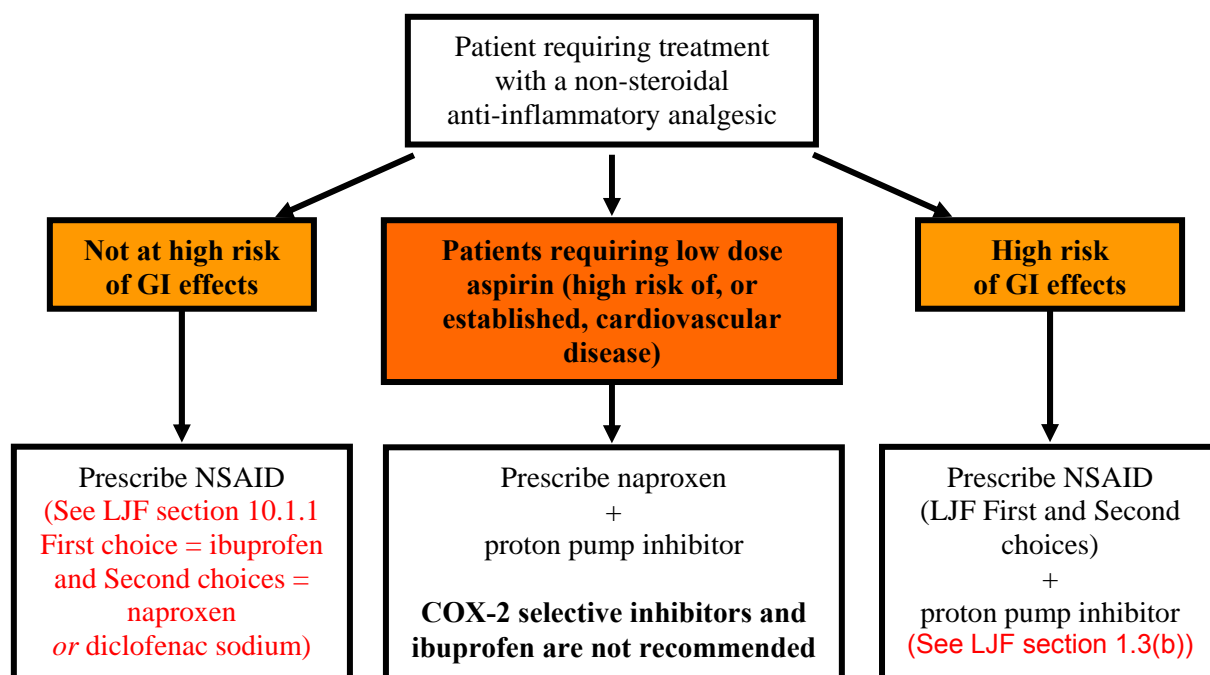 Patient requiring treatment
with a non-steroidal
anti-inflammatory analgesic
Not at high risk
of GI effects
Patients requiring low dose
aspirin (high risk of, or
established, cardiovascular
disease)
High risk
of GI effects
Prescribe NSAID
(See LJF section 10.1.1
First choice = ibuprofen
and Second choices =
naproxen
or diclofenac sodium)
Prescribe naproxen
+
proton pump inhibitor
COX-2 selective inhibitors and
ibuprofen are not recommended
Prescribe NSAID
(LJF First and Second
choices)
+
proton pump inhibitor
(See LJF section 1.3(b))